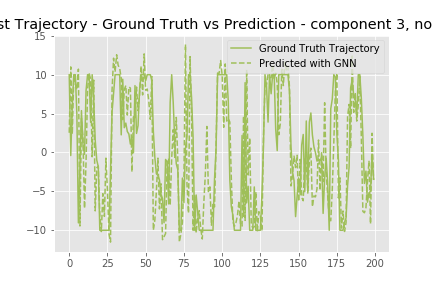 st Trajectory - Ground Truth vs Prediction - component 3, no
Ground Truth Trajectory
Predicted with GNN
15
10
5
0
−5
−10
0 25 50 75 100 125 150 175 200